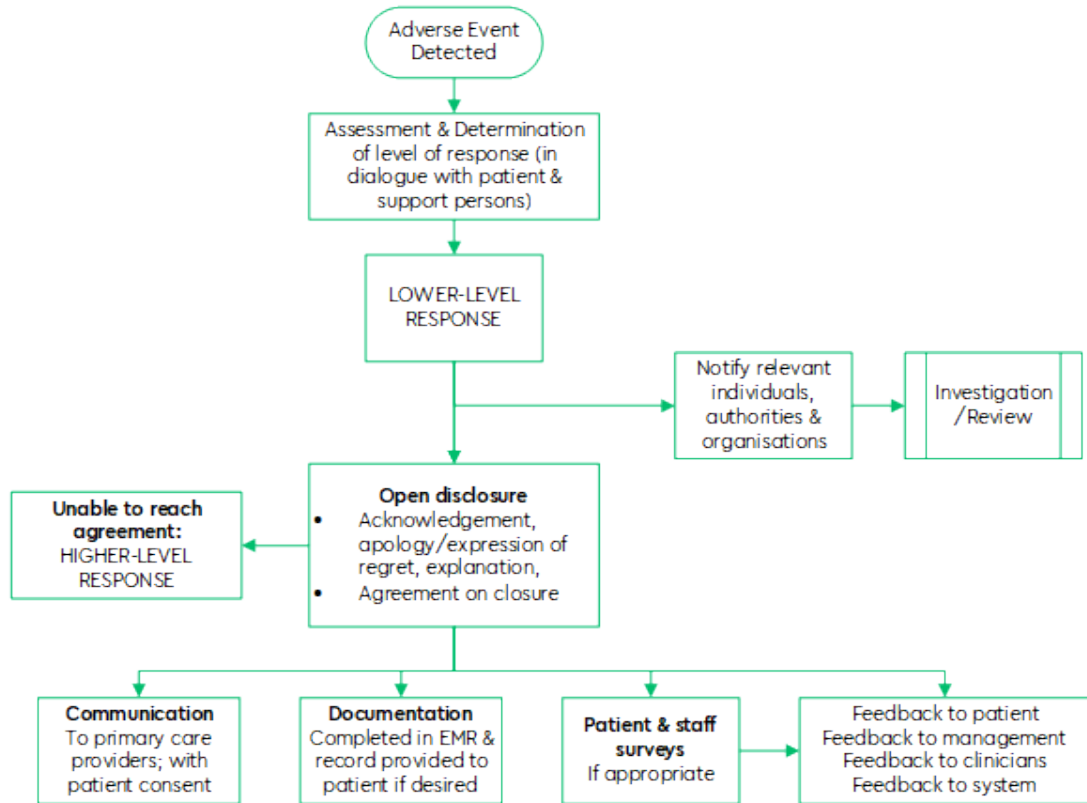 Adverse Event
Detected
Assessment & Determination
of level of response (in
dialogue with patient &
support persons)
LOWER-LEVEL
RESPONSE
Notify relevant
individuals,
authorities &
organisations
Investigation
/Review
Unable to reach
agreement:
HIGHER-LEVEL
RESPONSE
Open disclosure
• Acknowledgement,
apology/expression of
regret, explanation,
• Agreement on closure
Communication
To primary care
providers; with
patient consent
Documentation
Completed in EMR &
record provided to
patient if desired
Patient & staff
surveys
If appropriate
Feedback to patient
Feedback to management
Feedback to clinicians
Feedback to system